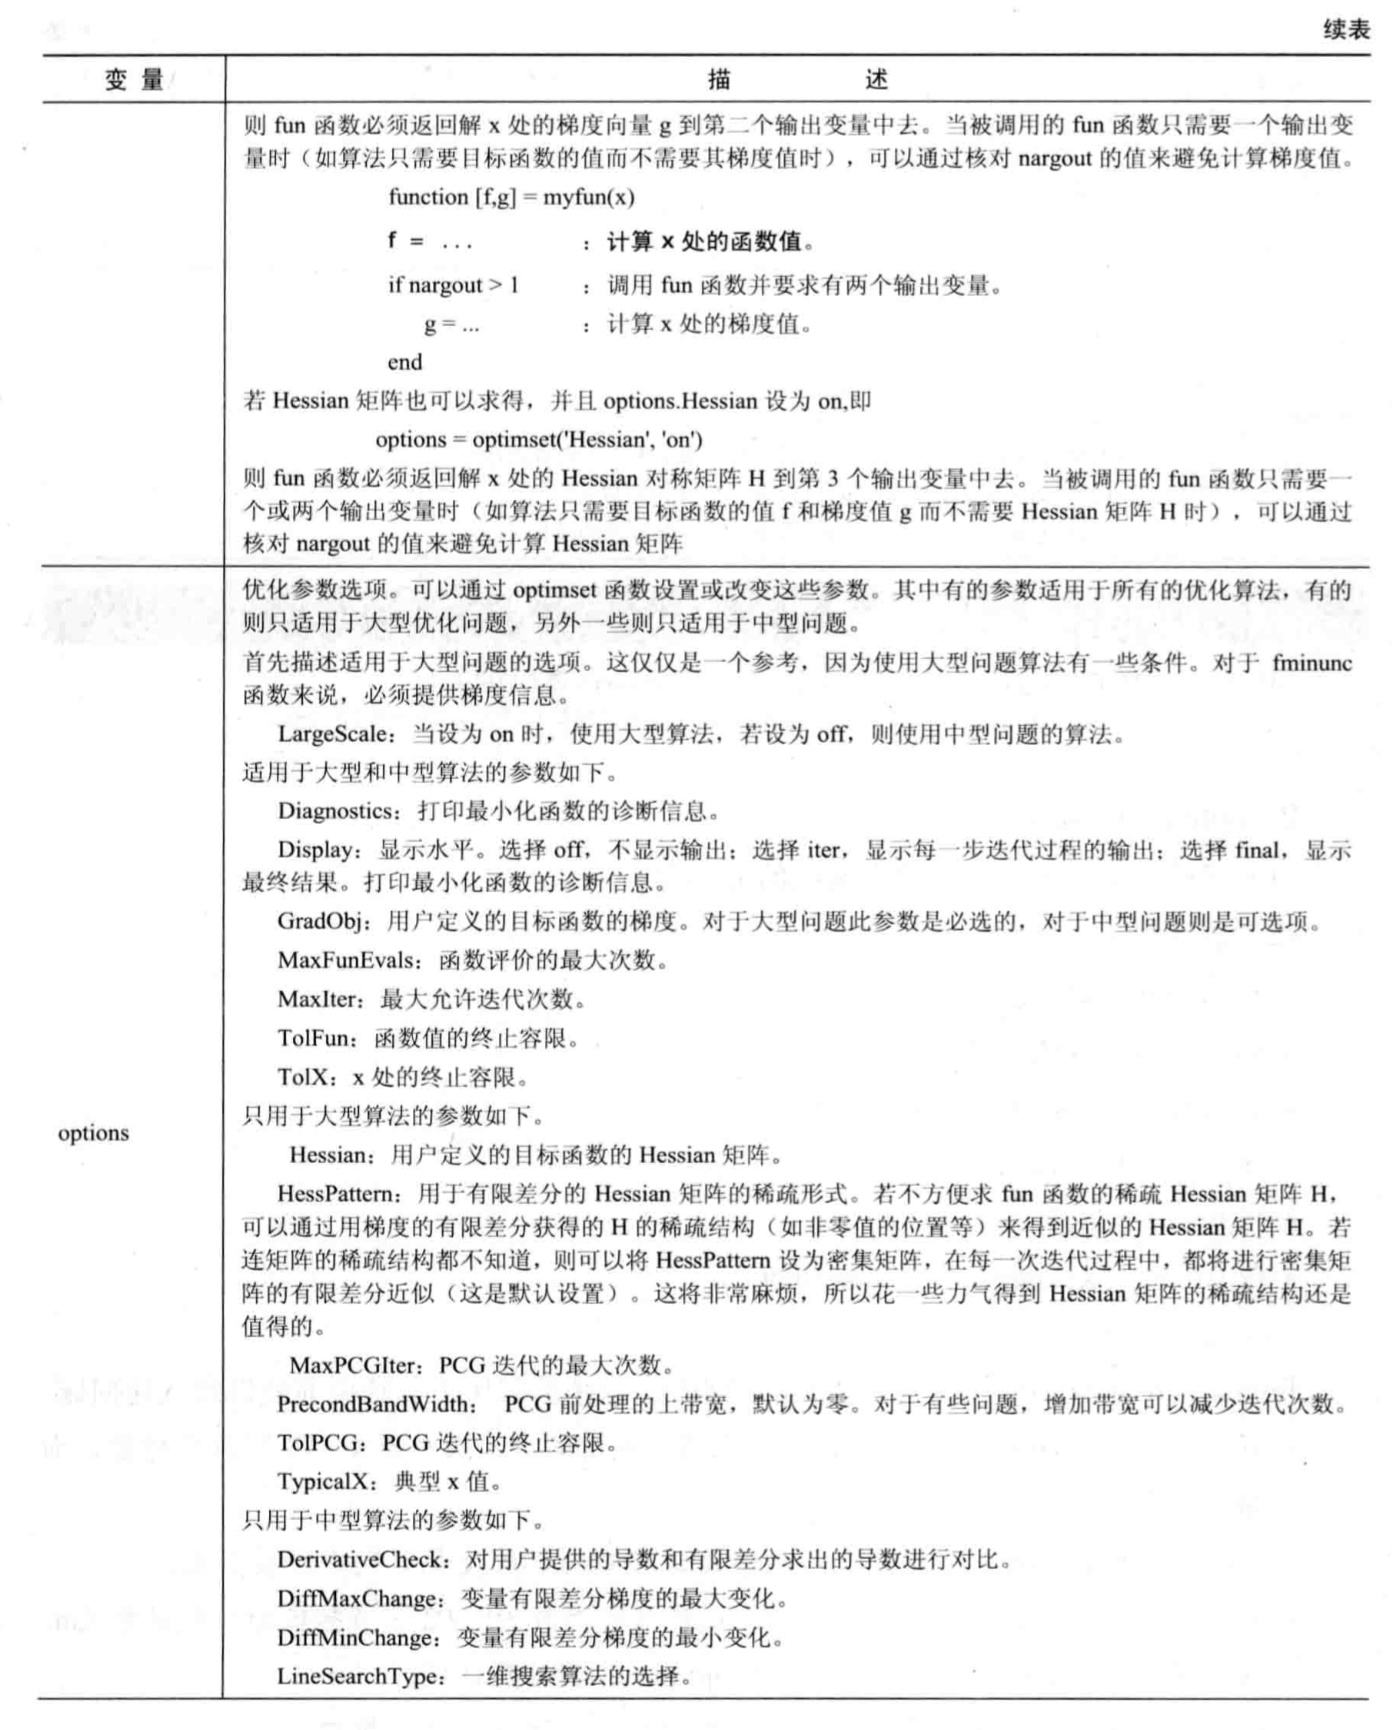 续表
变 量 描 述
则 fun 函数必须返回解 x 处的梯度向量 g 到第二个输出变量中去。当被调用的 fun 函数只需要一个输出变
量时（如算法只需要目标函数的值而不需要其梯度值时），可以通过核对 nargout 的值来避免计算梯度值。
function [f,g] = myfun(x)
f = ... ：计算 x 处的函数值。
if nargout > 1 ：调用 fun 函数并要求有两个输出变量。
g = ... ：计算 x 处的梯度值。
end
若 Hessian 矩阵也可以求得，并且 options.Hessian 设为 on,即
options = optimset('Hessian', 'on')
则 fun 函数必须返回解 x 处的 Hessian 对称矩阵 H 到第 3 个输出变量中去。当被调用的 fun 函数只需要一
个或两个输出变量时（如算法只需要目标函数的值 f 和梯度值 g 而不需要 Hessian 矩阵 H 时），可以通过
核对 nargout 的值来避免计算 Hessian 矩阵
优化参数选项。可以通过 optimset 函数设置或改变这些参数。其中有的参数适用于所有的优化算法，有的
则只适用于大型优化问题，另外一些则只适用于中型问题。
首先描述适用于大型问题的选项。这仅仅是一个参考，因为使用大型问题算法有一些条件。对于 fminunc
函数来说，必须提供梯度信息。
LargeScale：当设为 on 时，使用大型算法，若设为 off，则使用中型问题的算法。
适用于大型和中型算法的参数如下。
Diagnostics：打印最小化函数的诊断信息。
Display：显示水平。选择 off，不显示输出；选择 iter，显示每一步迭代过程的输出；选择 final，显示
最终结果。打印最小化函数的诊断信息。
GradObj：用户定义的目标函数的梯度。对于大型问题此参数是必选的，对于中型问题则是可选项。
MaxFunEvals：函数评价的最大次数。
MaxIter：最大允许迭代次数。
TolFun：函数值的终止容限。
TolX：x 处的终止容限。
只用于大型算法的参数如下。
options
Hessian：用户定义的目标函数的 Hessian 矩阵。
HessPattern：用于有限差分的 Hessian 矩阵的稀疏形式。若不方便求 fun 函数的稀疏 Hessian 矩阵 H，
可以通过用梯度的有限差分获得的 H 的稀疏结构（如非零值的位置等）来得到近似的 Hessian 矩阵 H。若
连矩阵的稀疏结构都不知道，则可以将 HessPattern 设为密集矩阵，在每一次迭代过程中，都将进行密集矩
阵的有限差分近似（这是默认设置）。这将非常麻烦，所以花一些力气得到 Hessian 矩阵的稀疏结构还是
值得的。
MaxPCGIter：PCG 迭代的最大次数。
PrecondBandWidth： PCG 前处理的上带宽，默认为零。对于有些问题，增加带宽可以减少迭代次数。
TolPCG：PCG 迭代的终止容限。
TypicalX：典型 x 值。
只用于中型算法的参数如下。
DerivativeCheck：对用户提供的导数和有限差分求出的导数进行对比。
DiffMaxChange：变量有限差分梯度的最大变化。
DiffMinChange：变量有限差分梯度的最小变化。
LineSearchType：一维搜索算法的选择。